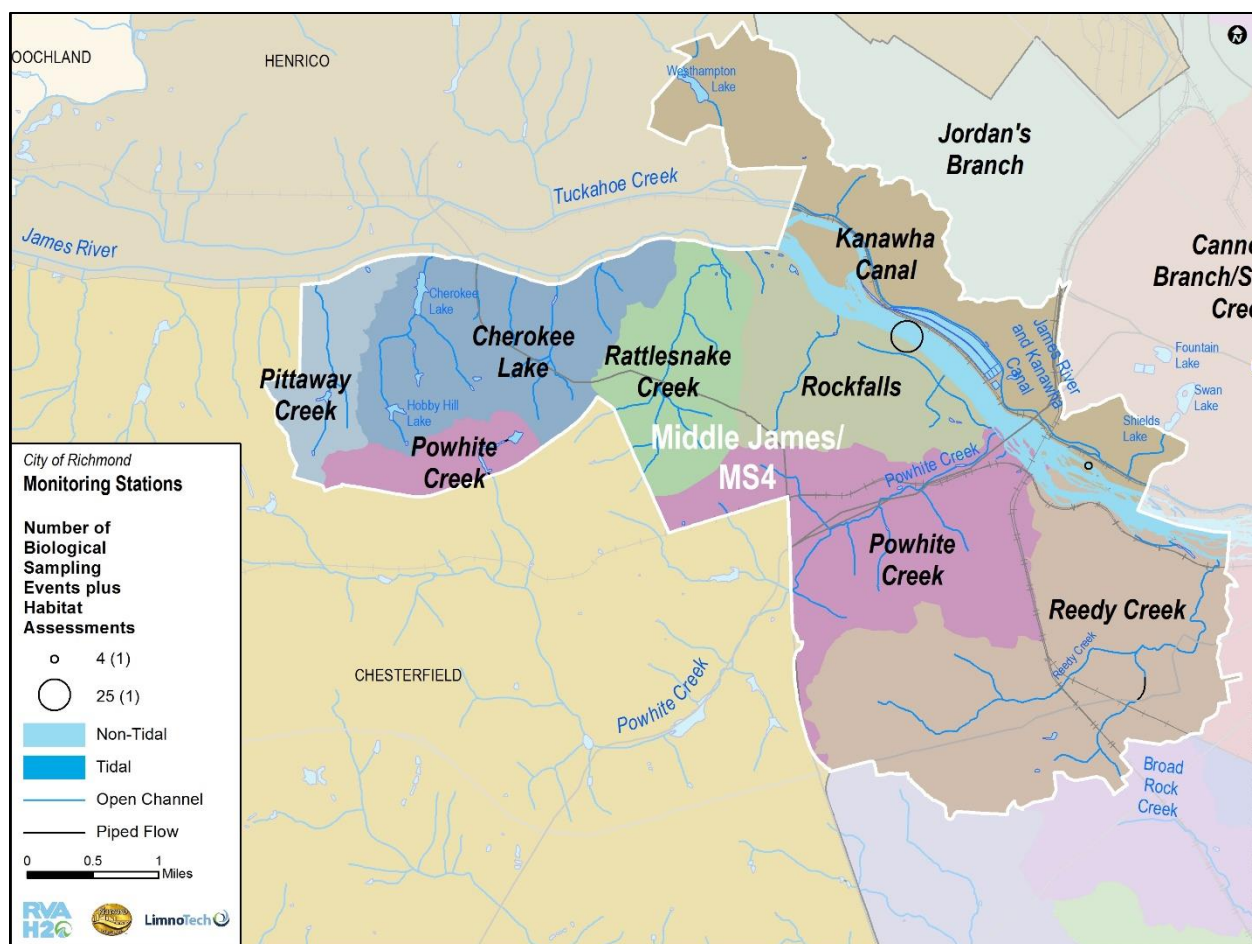 OOCHLAND
HENRICO
Westhampton
Lake
Jordan's
Branch
Tuckahoe Creek
James River
Kanawha
Canal
Canno
Branch/S
Cree
Cherokee
Lake
Cherokee
Lake
Rattlesnake
Creek
Rockfalls
James River
and Kanawha
Canal
Fountain
Lake
Swan
Lake
Pittaway
Creek
Hobby Hill
Lake
Shields
Lake
Powhite
Creek
Middle James/
MS4
Powhite Creek
Powhite
Creek
Reedy Creek
Reedy Creek
CHESTERFIELD
Powhite Creek
Broad
Rock
Creek
City of Richmond
Monitoring Stations
Number of
Biological
Sampling
Events plus
Habitat
Assessments
4 (1)
25 (1)
Non-Tidal
Tidal
Open Channel
Piped Flow
0 0.5 1
Miles
RVA
H2O
LimnoTech
N